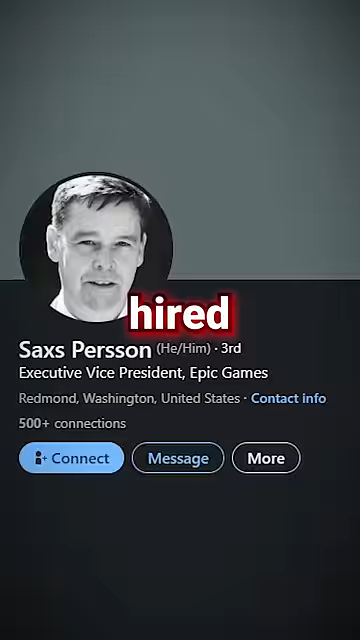 hired
Saxs Persson (He/Him) · 3rd
Executive Vice President, Epic Games
Redmond, Washington, United States · Contact info
500+ connections
Connect Message More